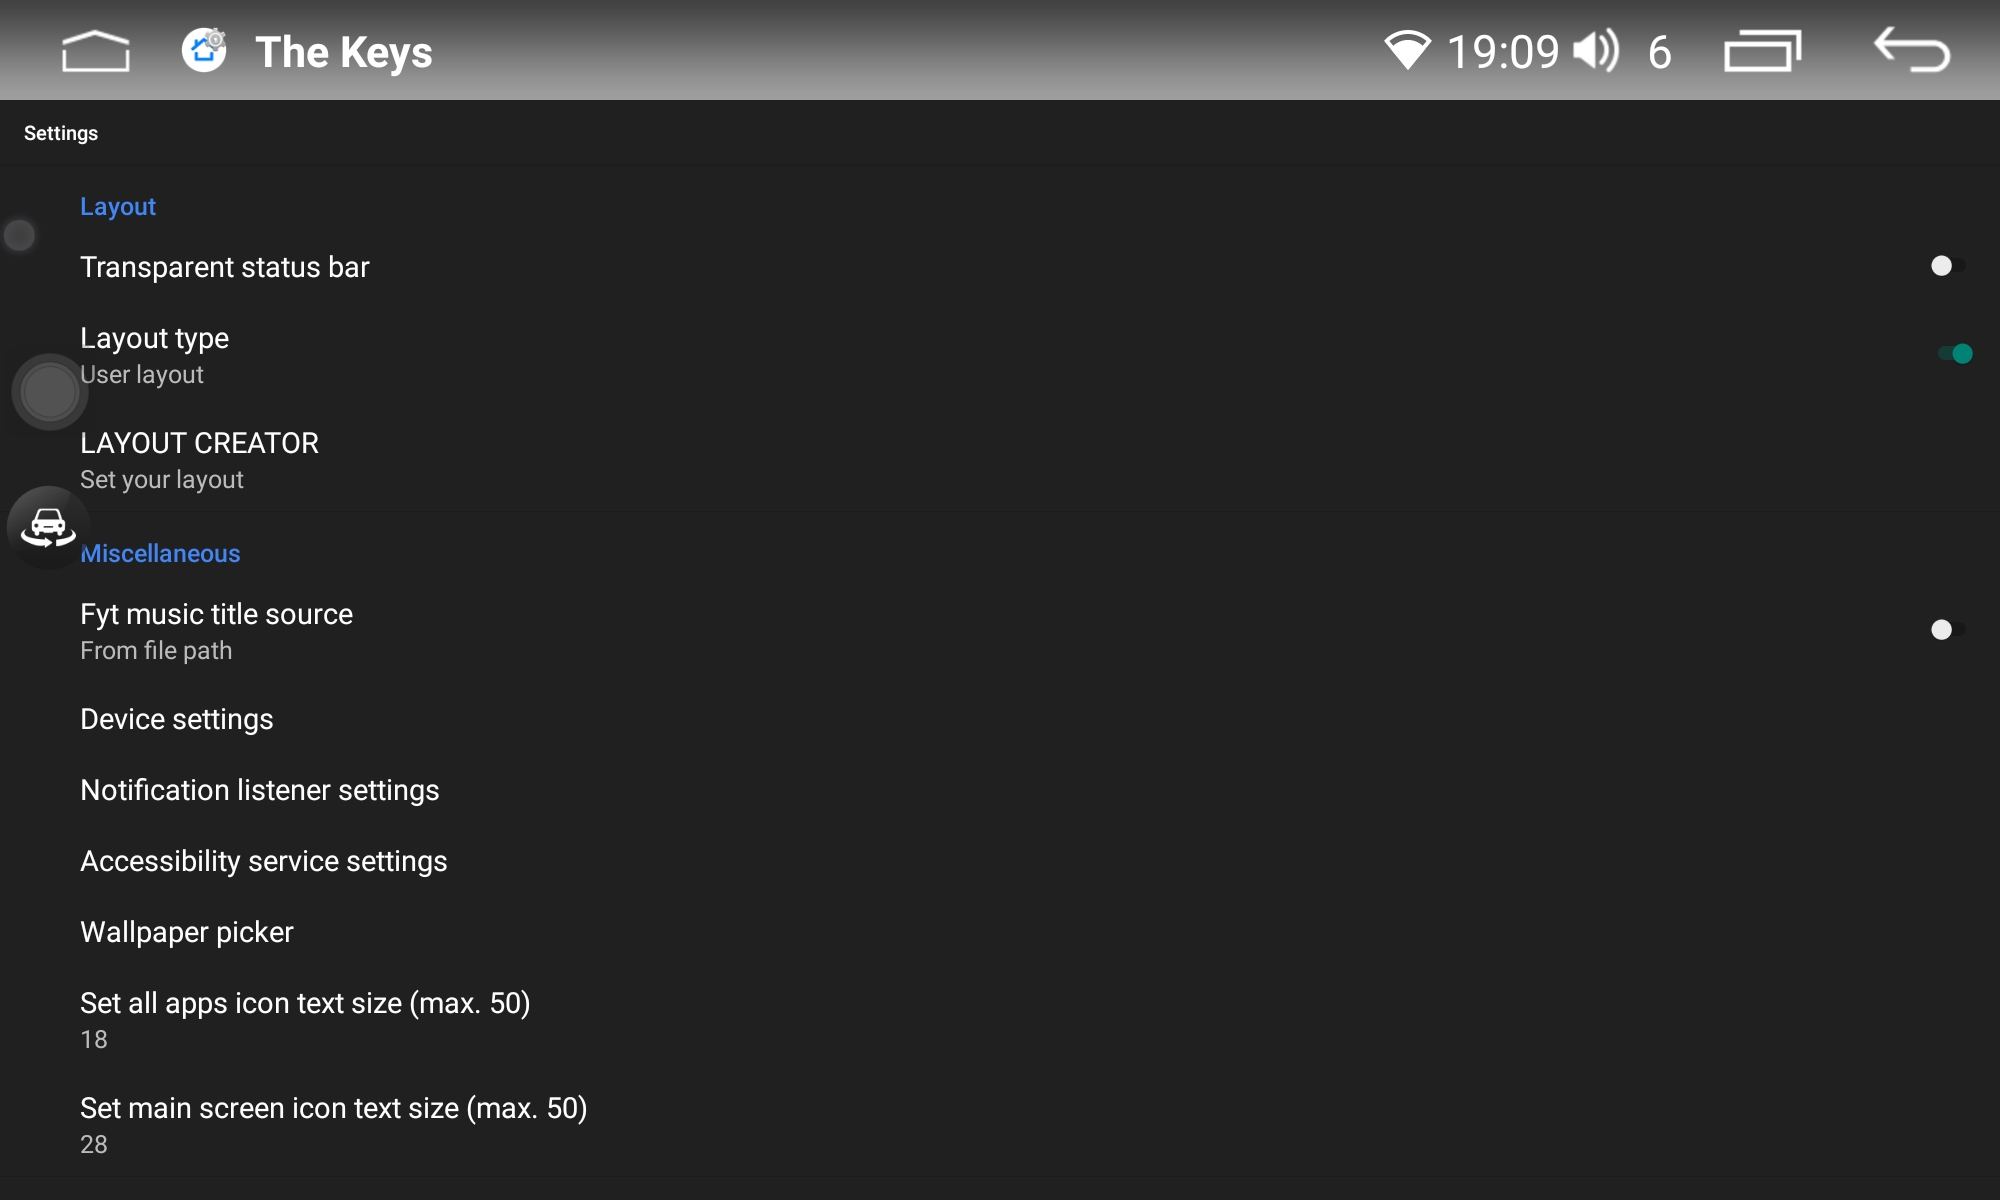 The Keys
19:09
6
Settings
Layout
Transparent status bar
Layout type
User layout
LAYOUT CREATOR
Set your layout
Miscellaneous
Fyt music title source
From file path
Device settings
Notification listener settings
Accessibility service settings
Wallpaper picker
Set all apps icon text size (max. 50)
18
Set main screen icon text size (max. 50)
28